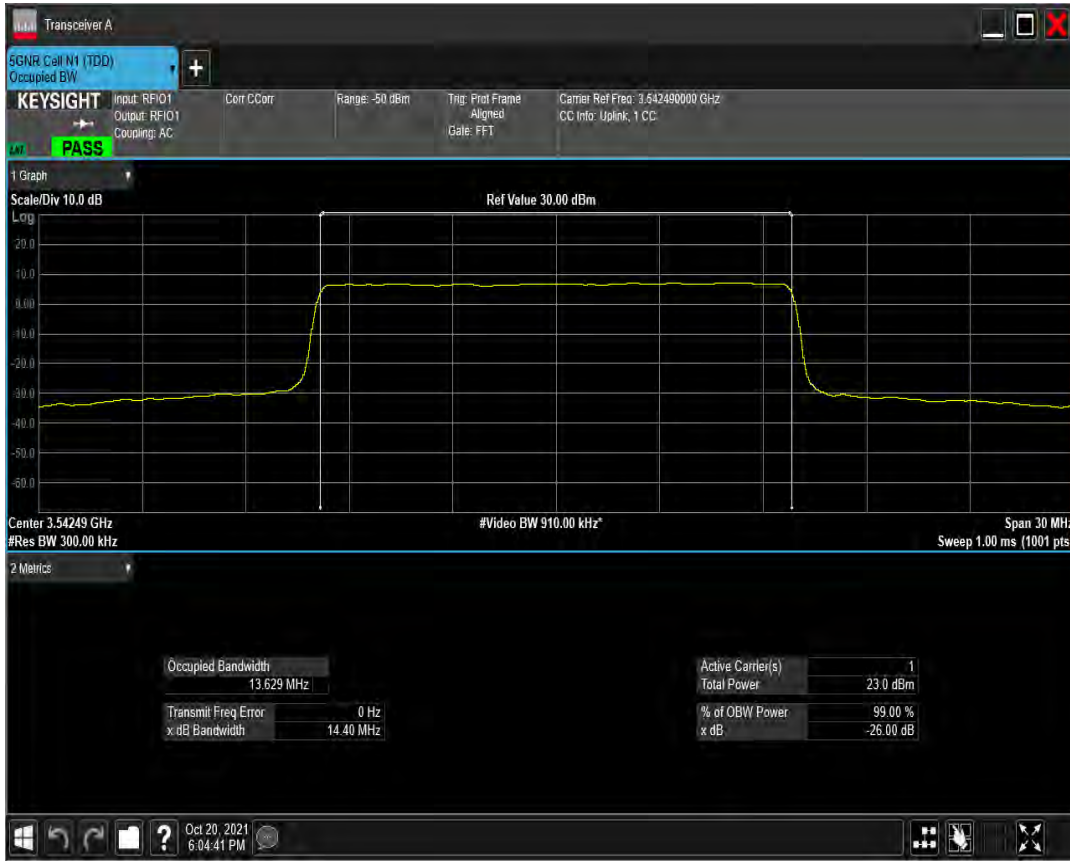 Transceiver A
5GNR Cell N1 (TDD)
Occupied BW
+
KEYSIGHT
PASS
Input: RFIO1
Output: RFIO1
Coupling: AC
Corr CCorr
Range: -50 dBm
Trig: Prot Frame
Aligned
Gate: FFT
Carrier Ref Freq: 3.542490000 GHz
CC Info: Uplink, 1 CC
1 Graph
Scale/Div 10.0 dB
Ref Value 30.00 dBm
Log
20.0
10.0
0.00
-10.0
-20.0
-30.0
-40.0
-50.0
-60.0
Center 3.54249 GHz
#Video BW 910.00 kHz*
Span 30 MHz
#Res BW 300.00 kHz
Sweep 1.00 ms (1001 pts
2 Metrics
Occupied Bandwidth
13.629 MHz
Transmit Freq Error 0 Hz
x dB Bandwidth 14.40 MHz
Active Carrier(s) 1
Total Power 23.0 dBm
% of OBW Power 99.00 %
x dB -26.00 dB
?
Oct 20, 2021
6:04:41 PM